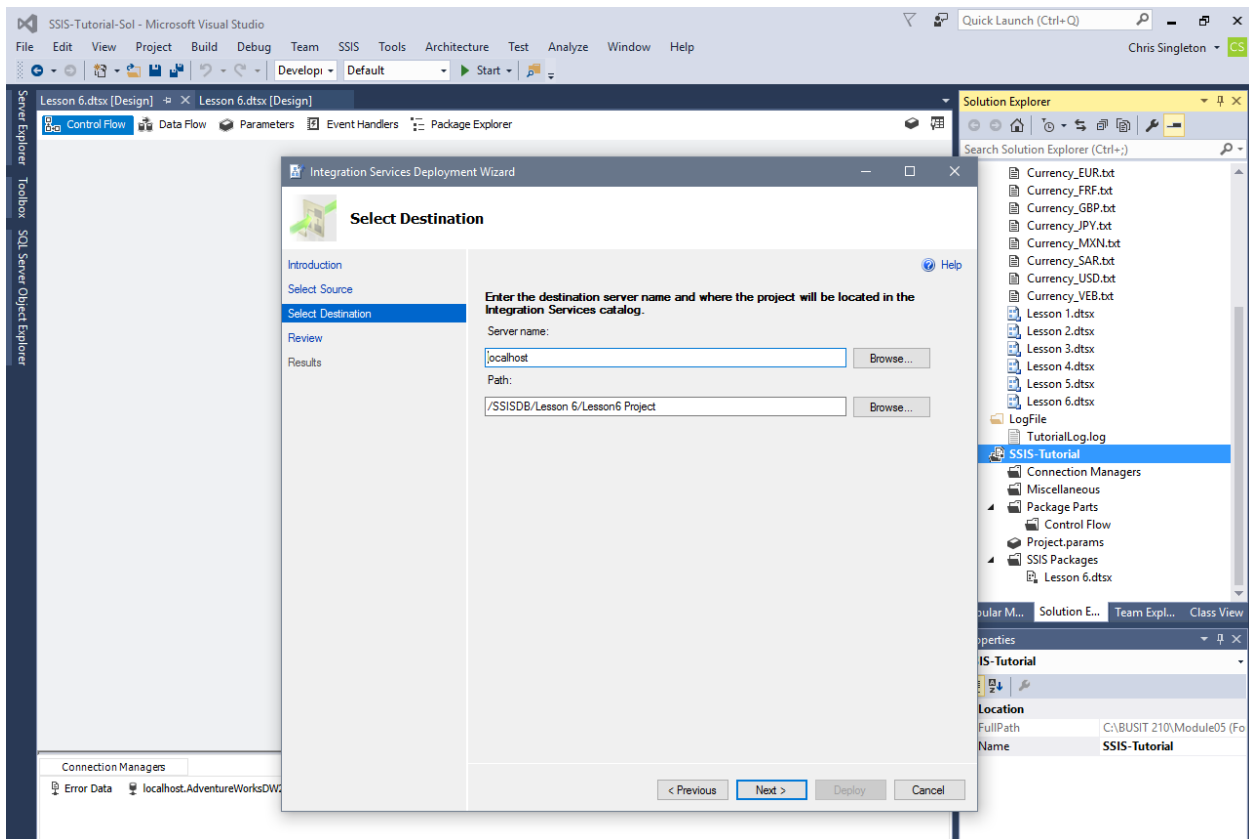 SSIS-Tutorial-Sol - Microsoft Visual Studio
Quick Launch (Ctrl+Q)
File Edit View Project Build Debug Team SSIS Tools Architecture Test Analyze Window Help
Chris Singleton
CS
Developi
Default
Start
Server Explorer
Toolbox
SQL Server Object Explorer
Lesson 6.dtsx [Design]
Lesson 6.dtsx [Design]
Control Flow
Data Flow
Parameters
Event Handlers
Package Explorer
Integration Services Deployment Wizard
Select Destination
Introduction
Select Source
Select Destination
Review
Results
Help
Enter the destination server name and where the project will be located in the
Integration Services catalog.
Server name:
localhost
Browse...
Path:
/SSISDB/Lesson 6/Lesson6 Project
Browse...
< Previous
Next >
Deploy
Cancel
Connection Managers
Error Data
localhost.AdventureWorksDW2
Solution Explorer
Search Solution Explorer (Ctrl+;)
Currency_EUR.txt
Currency_FRF.txt
Currency_GBP.txt
Currency_JPY.txt
Currency_MXN.txt
Currency_SAR.txt
Currency_USD.txt
Currency_VEB.txt
Lesson 1.dtsx
Lesson 2.dtsx
Lesson 3.dtsx
Lesson 4.dtsx
Lesson 5.dtsx
Lesson 6.dtsx
LogFile
TutorialLog.log
SSIS-Tutorial
Connection Managers
Miscellaneous
Package Parts
Control Flow
Project.params
SSIS Packages
Lesson 6.dtsx
pular M...
Solution E...
Team Expl...
Class View
operties
IS-Tutorial
Location
FullPath
C:\BUSIT 210\Module05 (Fo
Name
SSIS-Tutorial